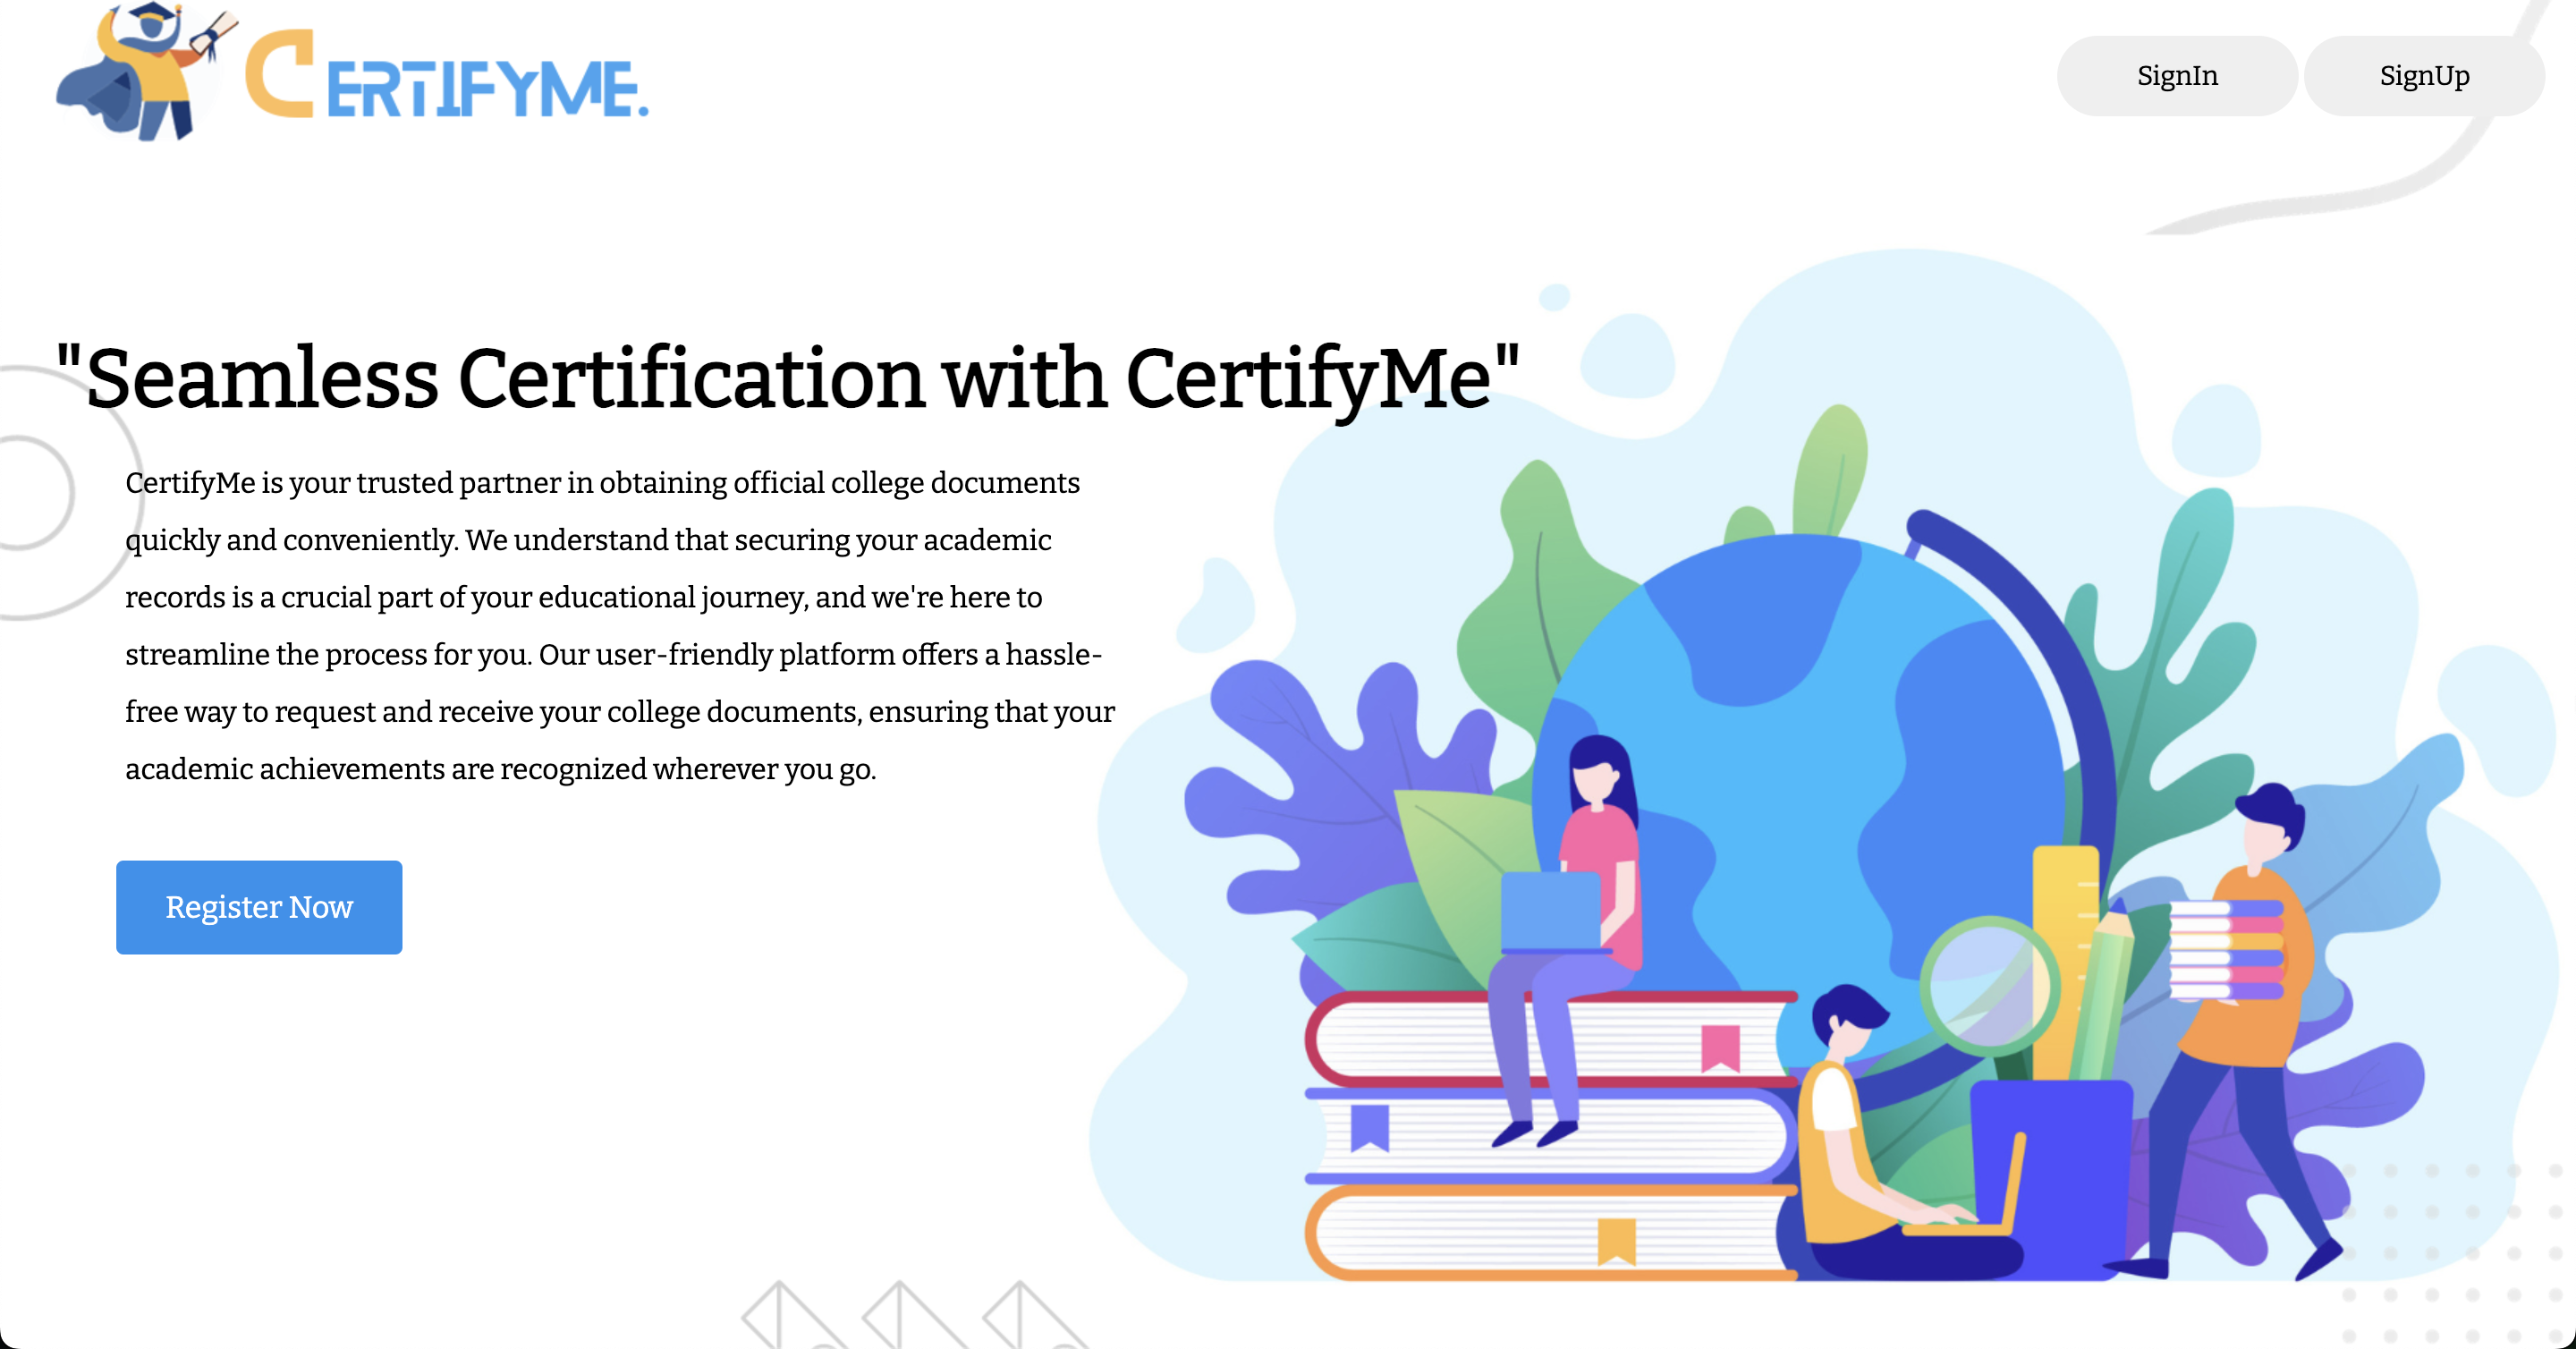 CERTIFYME.
SignIn
SignUp
"Seamless Certification with CertifyMe"
CertifyMe is your trusted partner in obtaining official college documents
quickly and conveniently. We understand that securing your academic
records is a crucial part of your educational journey, and we're here to
streamline the process for you. Our user-friendly platform offers a hassle-
free way to request and receive your college documents, ensuring that your
academic achievements are recognized wherever you go.
Register Now